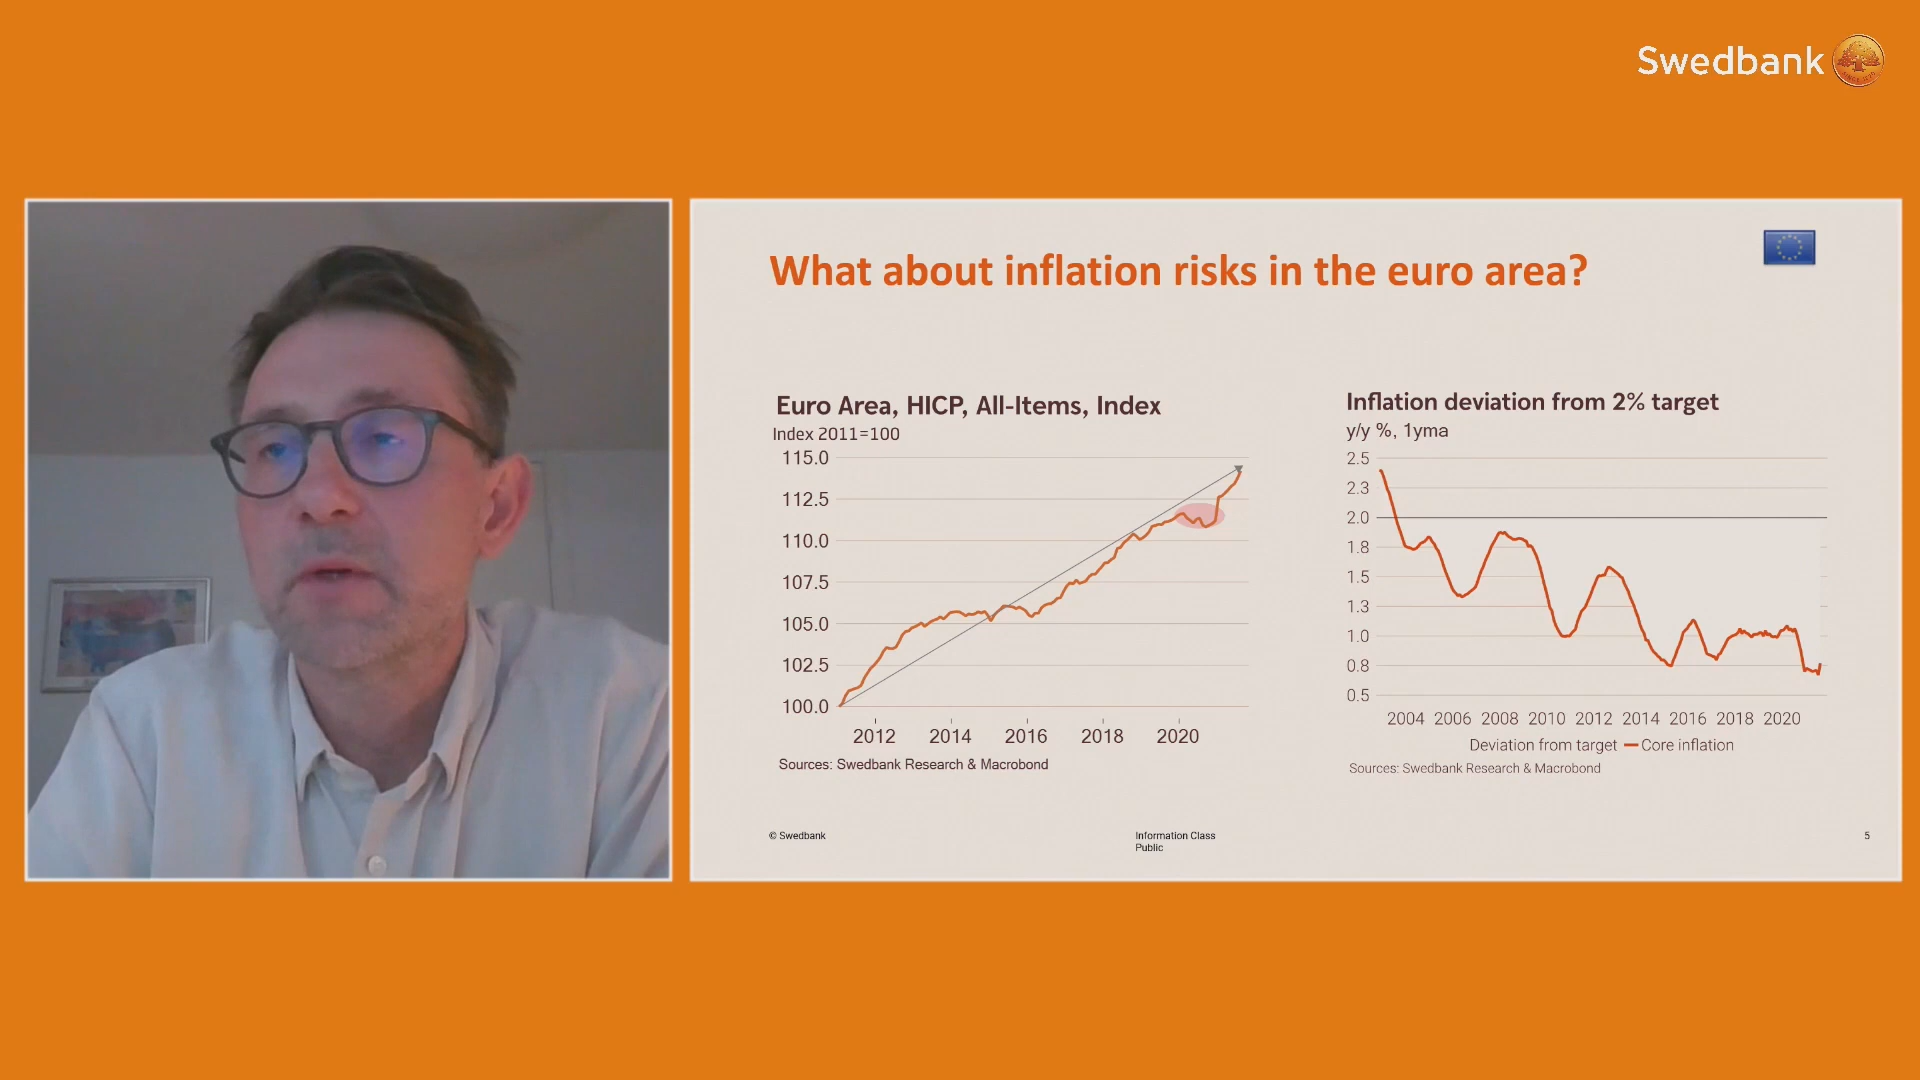 Swedbank
What about inflation risks in the euro area?
Euro Area, HICP, All-Items, Index
Index 2011=100
115.0
112.5
110.0
107.5
105.0
102.5
100.0
2012 2014 2016 2018 2020
Sources: Swedbank Research & Macrobond
Inflation deviation from 2% target
y/y %, 1yma
2.5
2.3
2.0
1.8
1.5
1.3
1.0
0.8
0.5
2004 2006 2008 2010 2012 2014 2016 2018 2020
Deviation from target Core inflation
Sources: Swedbank Research & Macrobond
© Swedbank
Information Class
Public
5